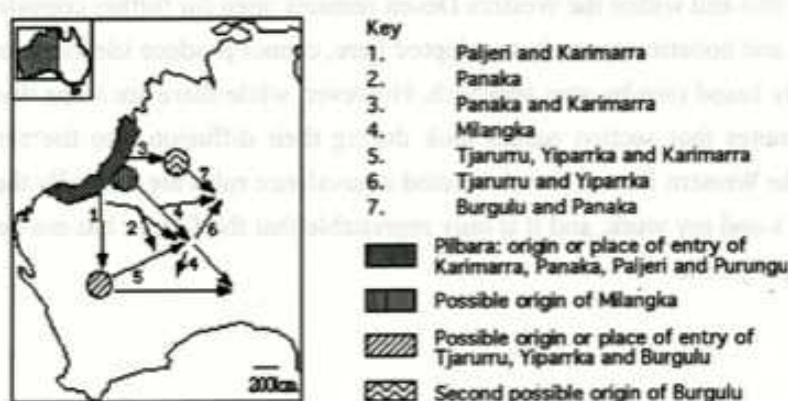 Key
1. Paljeri and Karimarra
2. Panaka
3. Panaka and Karimarra
4. Milangka
5. Tjarurru, Yiparrka and Karimarra
6. Tjarurru and Yiparrka
7. Burgulu and Panaka
Pilbara: origin or place of entry of
Karimarra, Panaka, Paljeri and Purungu
Possible origin of Milangka
Possible origin or place of entry of
Tjarurru, Yiparrka and Burgulu
Second possible origin of Burgulu
3
7
1
2
4
6
5
4
200km